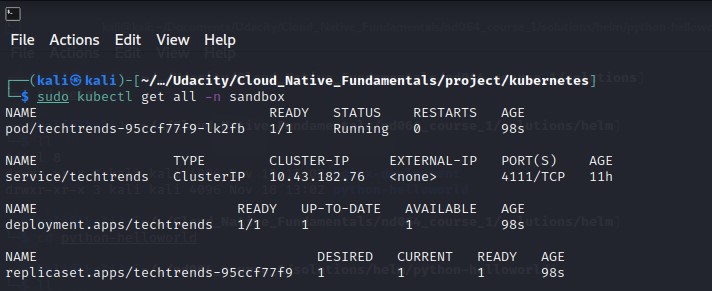 File Actions Edit View Help
┌──(kali㉿kali)-[~/…/Udacity/Cloud_Native_Fundamentals/project/kubernetes]
└─$ sudo kubectl get all -n sandbox
NAME READY STATUS RESTARTS AGE
pod/techtrends-95ccf77f9-lk2fb 1/1 Running 0 98s
NAME TYPE CLUSTER-IP EXTERNAL-IP PORT(S) AGE
service/techtrends ClusterIP 10.43.182.76 <none> 4111/TCP 11h
NAME READY UP-TO-DATE AVAILABLE AGE
deployment.apps/techtrends 1/1 1 1 98s
NAME DESIRED CURRENT READY AGE
replicaset.apps/techtrends-95ccf77f9 1 1 1 98s